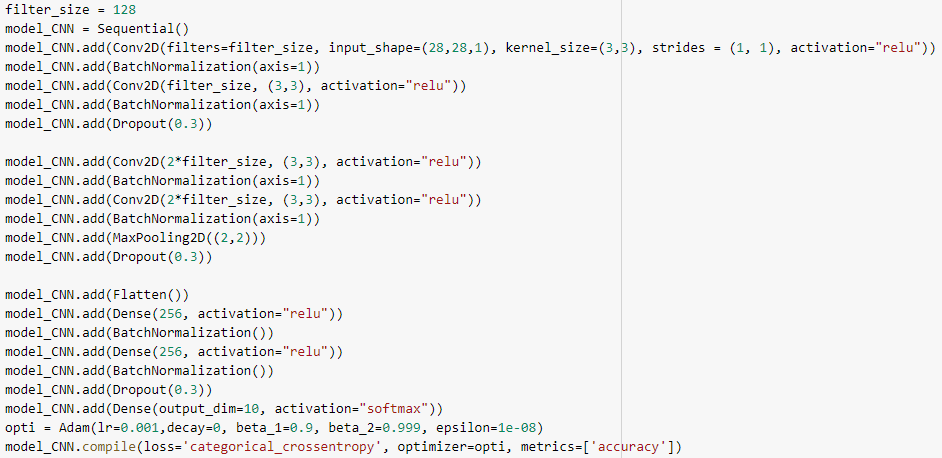 filter_size = 128
model_CNN = Sequential()
model_CNN.add(Conv2D(filters=filter_size, input_shape=(28,28,1), kernel_size=(3,3), strides = (1, 1), activation="relu"))
model_CNN.add(BatchNormalization(axis=1))
model_CNN.add(Conv2D(filter_size, (3,3), activation="relu"))
model_CNN.add(BatchNormalization(axis=1))
model_CNN.add(Dropout(0.3))
model_CNN.add(Conv2D(2*filter_size, (3,3), activation="relu"))
model_CNN.add(BatchNormalization(axis=1))
model_CNN.add(Conv2D(2*filter_size, (3,3), activation="relu"))
model_CNN.add(BatchNormalization(axis=1))
model_CNN.add(MaxPooling2D((2,2)))
model_CNN.add(Dropout(0.3))
model_CNN.add(Flatten())
model_CNN.add(Dense(256, activation="relu"))
model_CNN.add(BatchNormalization())
model_CNN.add(Dense(256, activation="relu"))
model_CNN.add(BatchNormalization())
model_CNN.add(Dropout(0.3))
model_CNN.add(Dense(output_dim=10, activation="softmax"))
opti = Adam(lr=0.001,decay=0, beta_1=0.9, beta_2=0.999, epsilon=1e-08)
model_CNN.compile(loss='categorical_crossentropy', optimizer=opti, metrics=['accuracy'])